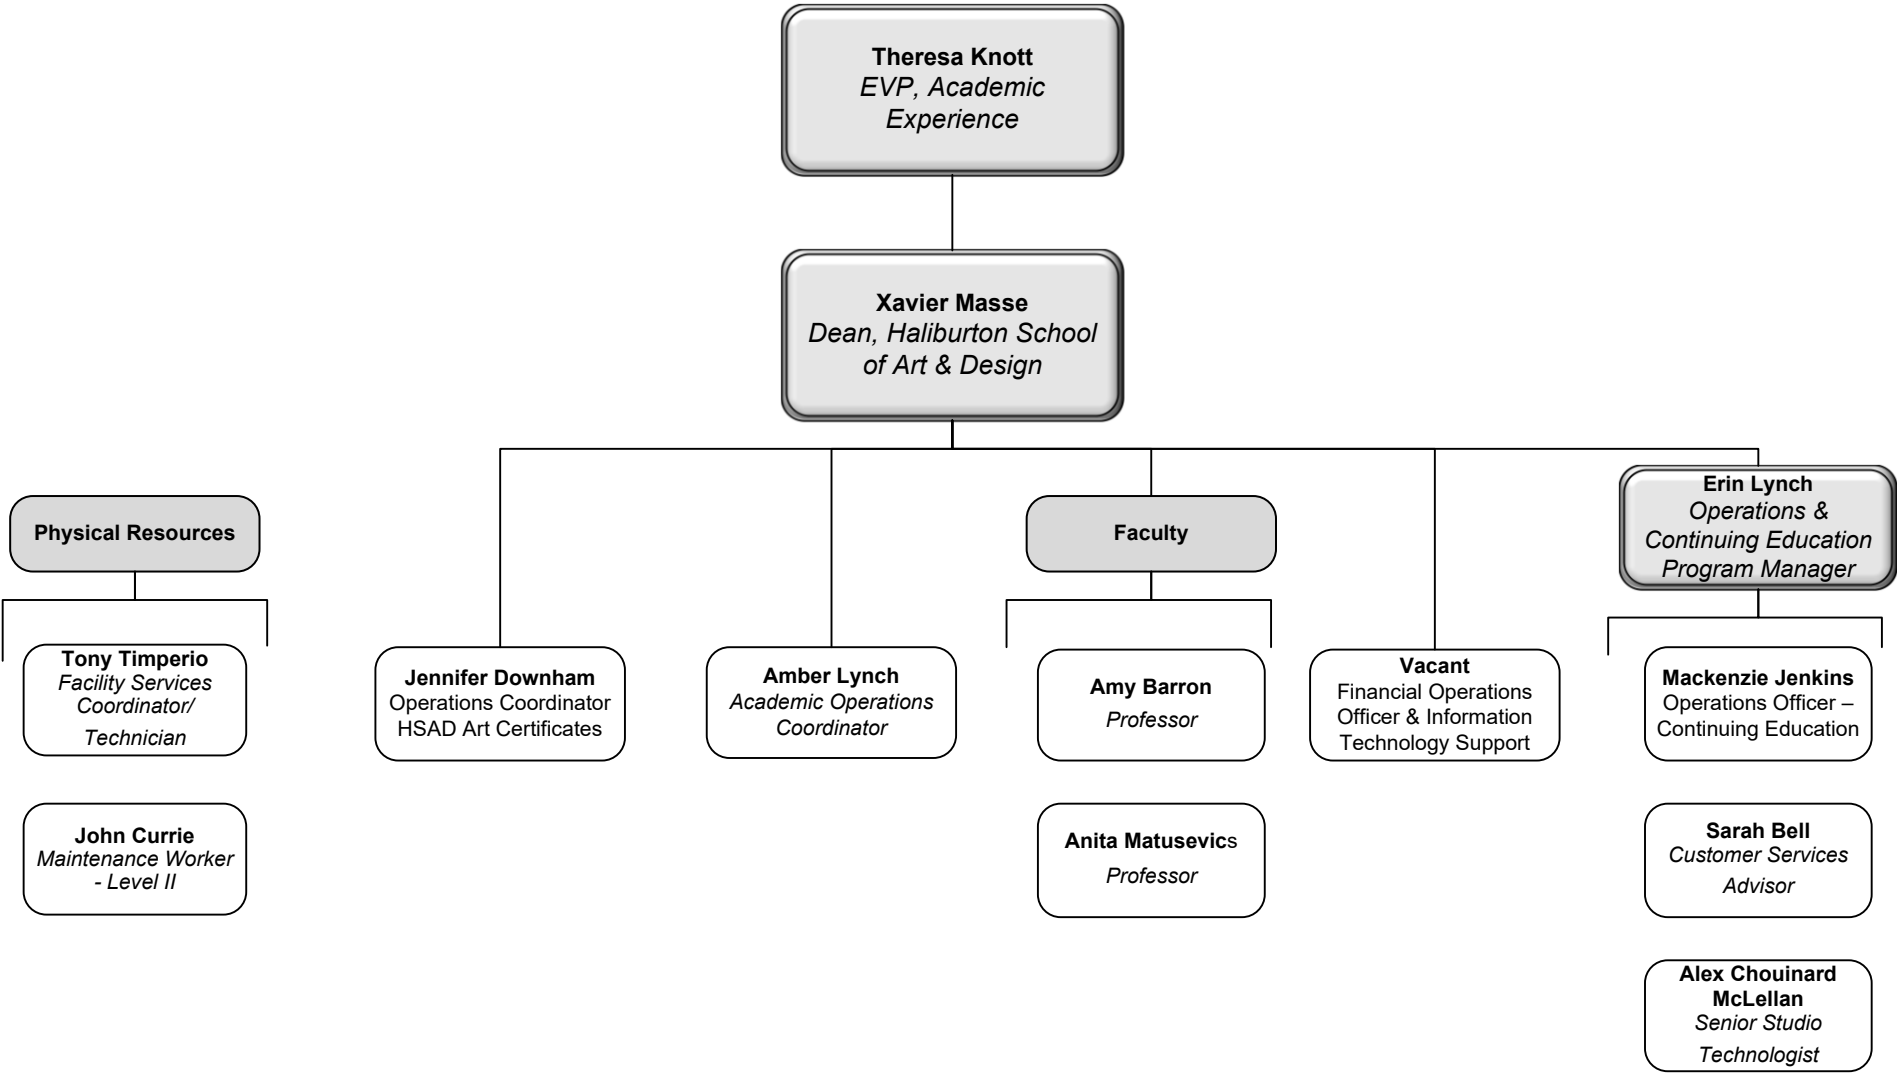 Theresa Knott
EVP, Academic
Experience
Xavier Masse
Dean, Haliburton School
of Art & Design
Physical Resources
Tony Timperio
Facility Services
Coordinator/
Technician
John Currie
Maintenance Worker
- Level II
Jennifer Downham
Operations Coordinator
HSAD Art Certificates
Amber Lynch
Academic Operations
Coordinator
Faculty
Amy Barron
Professor
Anita Matusevics
Professor
Vacant
Financial Operations
Officer & Information
Technology Support
Erin Lynch
Operations &
Continuing Education
Program Manager
Mackenzie Jenkins
Operations Officer –
Continuing Education
Sarah Bell
Customer Services
Advisor
Alex Chouinard
McLellan
Senior Studio
Technologist